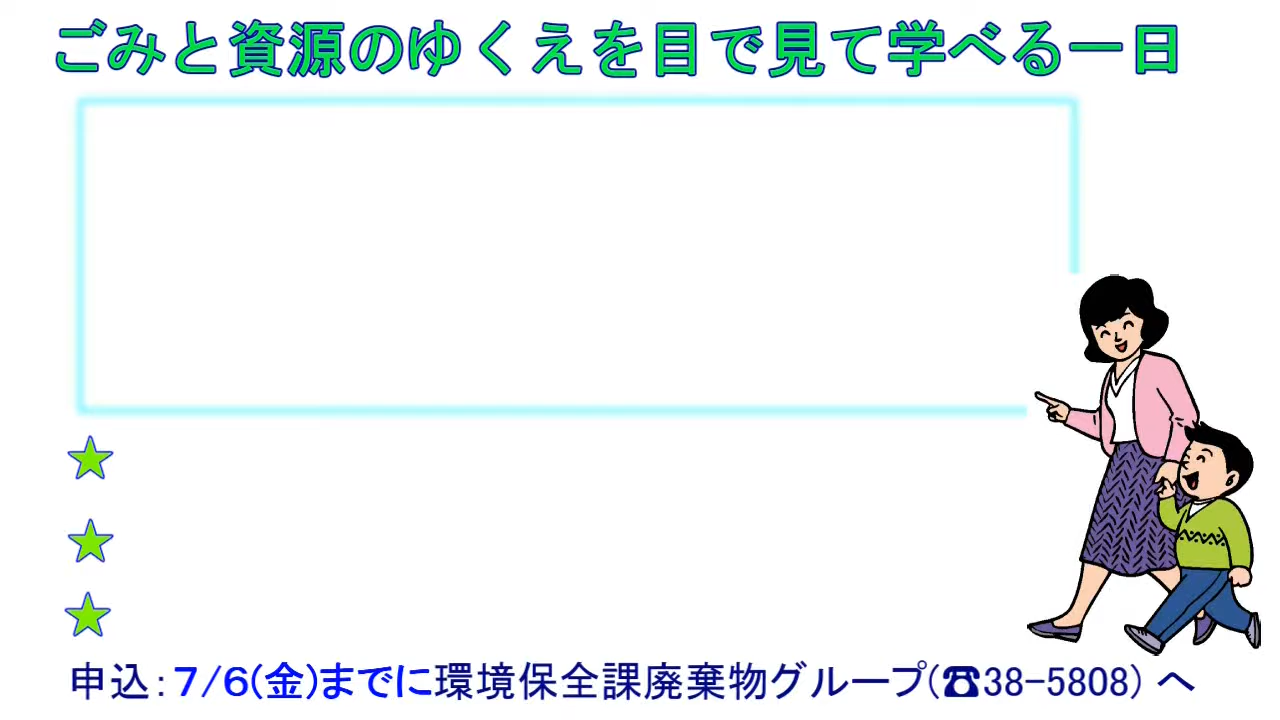 ごみと資源のゆくえを目で見て学べる一日
申込：７/６(金)までに環境保全課廃棄物グループ(☎38-5808) へ